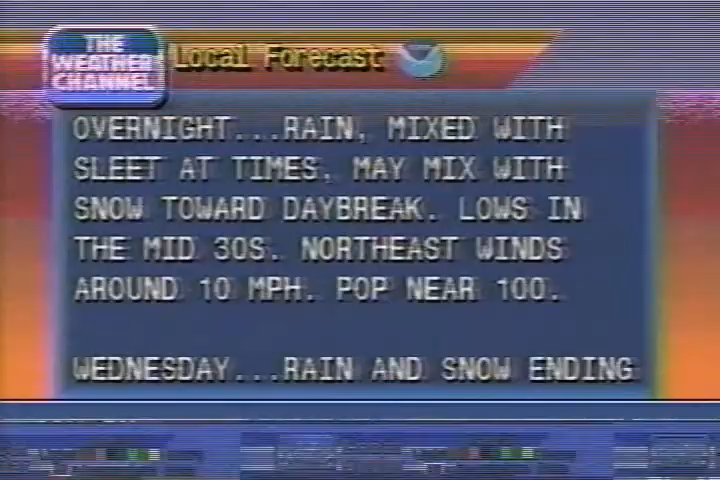 THE
WEATHER
CHANNEL
Local Forecast
OVERNIGHT...RAIN, MIXED WITH
SLEET AT TIMES. MAY MIX WITH
SNOW TOWARD DAYBREAK. LOWS IN
THE MID 30S. NORTHEAST WINDS
AROUND 10 MPH. POP NEAR 100.
WEDNESDAY...RAIN AND SNOW ENDING